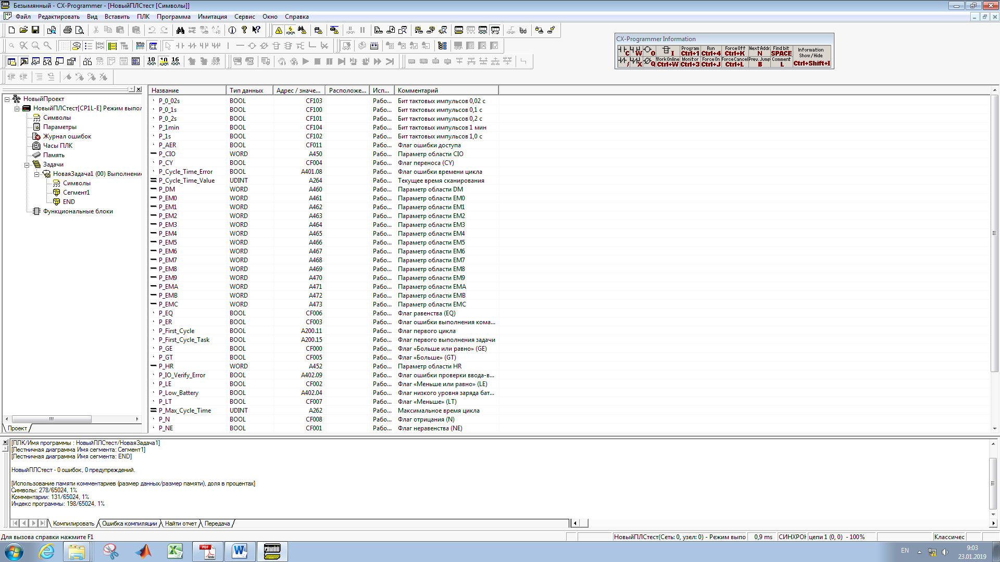 Безымянный - CX-Programmer - [НовыйПЛСтест [Символы]]
Файл Редактировать Вид Вставить ПЛК Программа Имитация Сервис Окно Справка
SMA
CI
10 10 16
CX-Programmer Information
C W O I Program Ctrl+1 Run Ctrl+4 Force Off Ctrl+K Next Addr. N Find bit SPACE Information
/ X Q Work Online Ctrl+W Monitor Ctrl+3 Force On Ctrl+J Force Cancel Ctrl+L Prev. Jump B Comment L Show / Hide Ctrl+Shift+I
НовыйПроект
НовыйПЛСтест[CP1L-E] Режим выпол
Символы
Параметры
Журнал ошибок
Часы ПЛК
Память
Задачи
НоваяЗадача1 (00) Выполнение
Символы
Сегмент1
END
Функциональные блоки
Проект
Название Тип данных Адрес / значе... Расположе... Исп... Комментарий
P_0_02s BOOL CF103 Рабо... Бит тактовых импульсов 0,02 с
P_0_1s BOOL CF100 Рабо... Бит тактовых импульсов 0,1 с
P_0_2s BOOL CF101 Рабо... Бит тактовых импульсов 0,2 с
P_1min BOOL CF104 Рабо... Бит тактовых импульсов 1 мин
P_1s BOOL CF102 Рабо... Бит тактовых импульсов 1,0 с
P_AER BOOL CF011 Рабо... Флаг ошибки доступа
P_CIO WORD A450 Рабо... Параметр области CIO
P_CY BOOL CF004 Рабо... Флаг переноса (CY)
P_Cycle_Time_Error BOOL A401.08 Рабо... Флаг ошибки времени цикла
P_Cycle_Time_Value UDINT A264 Рабо... Текущее время сканирования
P_DM WORD A460 Рабо... Параметр области DM
P_EM0 WORD A461 Рабо... Параметр области EM0
P_EM1 WORD A462 Рабо... Параметр области EM1
P_EM2 WORD A463 Рабо... Параметр области EM2
P_EM3 WORD A464 Рабо... Параметр области EM3
P_EM4 WORD A465 Рабо... Параметр области EM4
P_EM5 WORD A466 Рабо... Параметр области EM5
P_EM6 WORD A467 Рабо... Параметр области EM6
P_EM7 WORD A468 Рабо... Параметр области EM7
P_EM8 WORD A469 Рабо... Параметр области EM8
P_EM9 WORD A470 Рабо... Параметр области EM9
P_EMA WORD A471 Рабо... Параметр области EMA
P_EMB WORD A472 Рабо... Параметр области EMB
P_EMC WORD A473 Рабо... Параметр области EMC
P_EQ BOOL CF006 Рабо... Флаг равенства (EQ)
P_ER BOOL CF003 Рабо... Флаг ошибки выполнения кома...
P_First_Cycle BOOL A200.11 Рабо... Флаг первого цикла
P_First_Cycle_Task BOOL A200.15 Рабо... Флаг первого выполнения задачи
P_GE BOOL CF000 Рабо... Флаг «Больше или равно» (GE)
P_GT BOOL CF005 Рабо... Флаг «Больше» (GT)
P_HR WORD A452 Рабо... Параметр области HR
P_IO_Verify_Error BOOL A402.09 Рабо... Флаг ошибки проверки ввода-в...
P_LE BOOL CF002 Рабо... Флаг «Меньше или равно» (LE)
P_Low_Battery BOOL A402.04 Рабо... Флаг низкого уровня заряда бат...
P_LT BOOL CF007 Рабо... Флаг «Меньше» (LT)
P_Max_Cycle_Time UDINT A262 Рабо... Максимальное время цикла
P_N BOOL CF008 Рабо... Флаг отрицания (N)
P_NE BOOL CF001 Рабо... Флаг неравенства (NE)
[ПЛК/Имя программы : НовыйПЛСтест/НоваяЗадача1]
[Лестничная диаграмма Имя сегмента: Сегмент1]
[Лестничная диаграмма Имя сегмента: END]
НовыйПЛСтест - 0 ошибок, 0 предупреждений.
[Использование памяти комментариев (размер данных/размер памяти), доля в процентах]
Символы: 278/65024, 1%
Комментарии: 131/65024, 1%
Индекс программы: 198/65024, 1%
Компилировать Ошибка компиляции Найти отчет Передача
Для вызова справки нажмите F1
НовыйПЛСтест(Сеть: 0, узел: 0) - Режим выпо 0,9 ms СИНХРОН цепи 1 (0, 0) - 100% Классичес
PDF Adobe
EN
9:03
23.01.2019